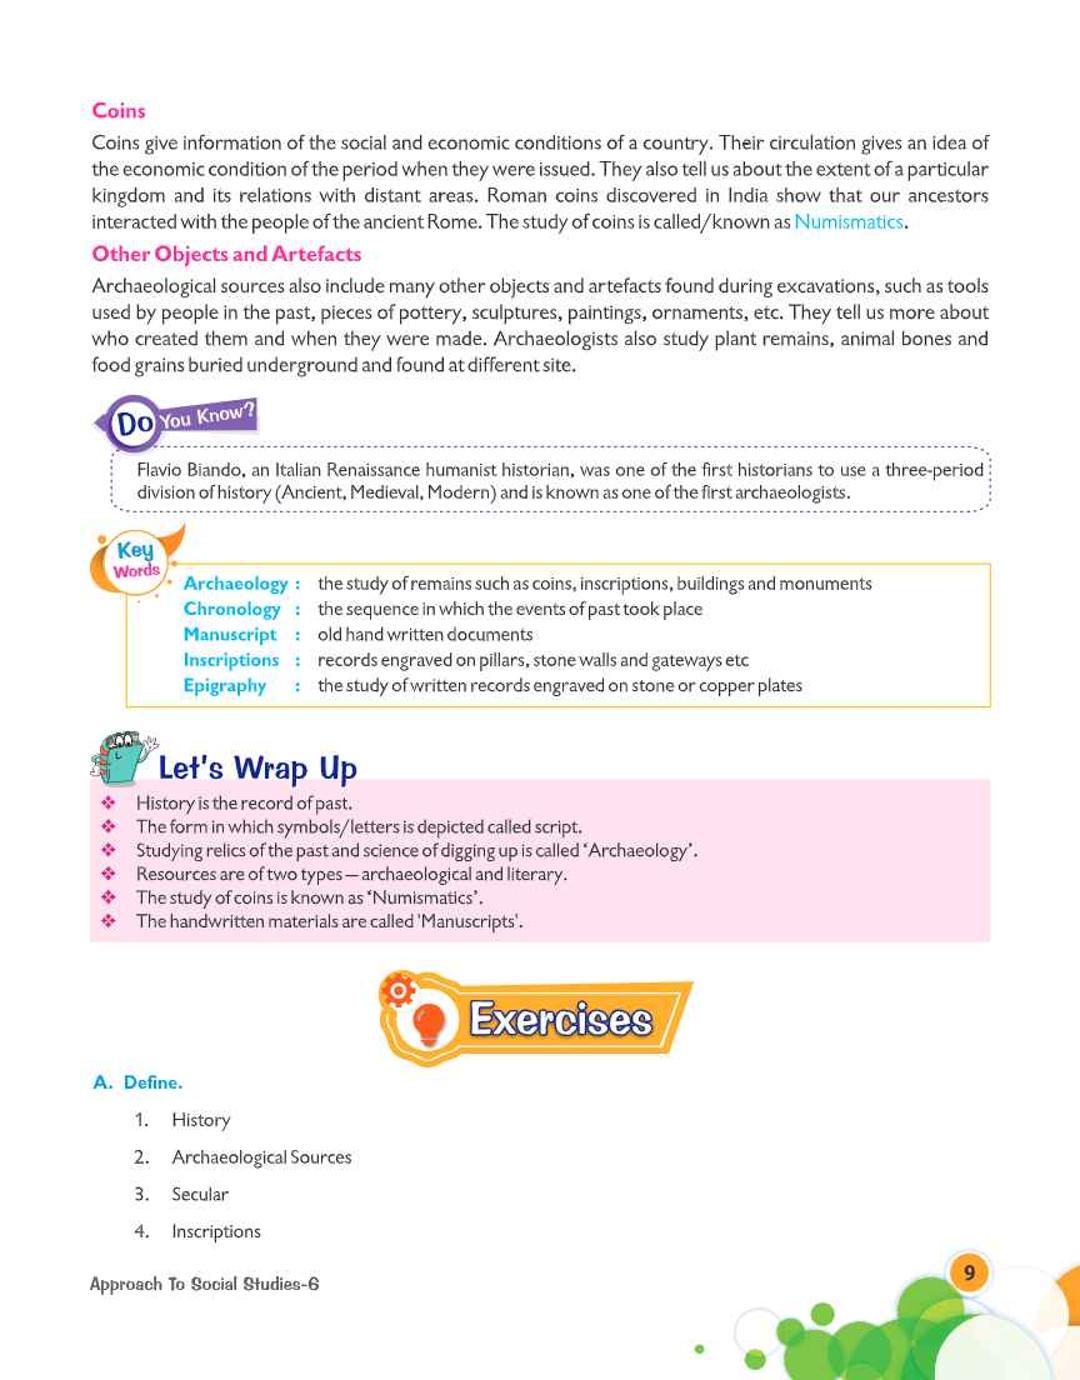 Coins
Coins give information of the social and economic conditions of a country. Their circulation gives an idea of
the economic condition of the period when they were issued. They also tell us about the extent of a particular
kingdom and its relations with distant areas. Roman coins discovered in India show that our ancestors
interacted with the people of the ancient Rome. The study of coins is called/known as Numismatics.
Other Objects and Artefacts
Archaeological sources also include many other objects and artefacts found during excavations, such as tools
used by people in the past, pieces of pottery, sculptures, paintings, ornaments, etc. They tell us more about
who created them and when they were made. Archaeologists also study plant remains, animal bones and
food grains buried underground and found at different site.
Do You Know?
Flavio Biando, an Italian Renaissance humanist historian, was one of the first historians to use a three-period
division of history (Ancient, Medieval, Modern) and is known as one of the first archaeologists.
Key
Words
Archaeology : the study of remains such as coins, inscriptions, buildings and monuments
Chronology : the sequence in which the events of past took place
Manuscript : old hand written documents
Inscriptions : records engraved on pillars, stone walls and gateways etc
Epigraphy : the study of written records engraved on stone or copper plates
Let's Wrap Up
❖ History is the record of past.
❖ The form in which symbols/letters is depicted called script.
❖ Studying relics of the past and science of digging up is called ‘Archaeology’.
❖ Resources are of two types – archaeological and literary.
❖ The study of coins is known as ‘Numismatics’.
❖ The handwritten materials are called 'Manuscripts'.
Exercises
A. Define.
1. History
2. Archaeological Sources
3. Secular
4. Inscriptions
Approach To Social Studies-6
9